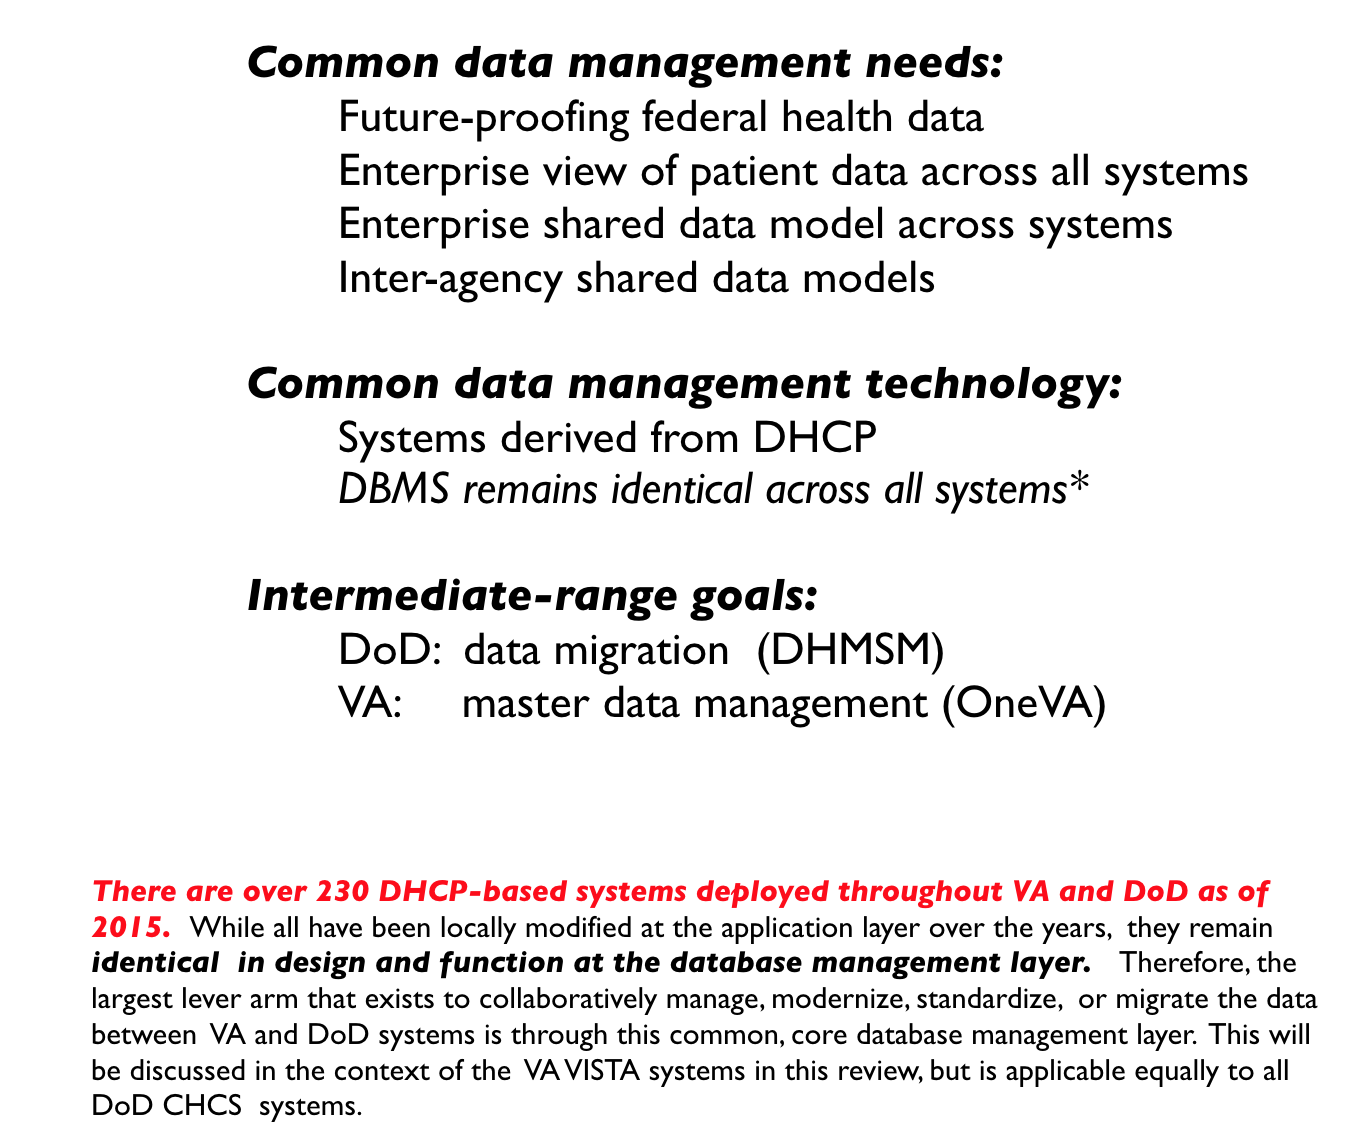 Common data management needs:
Future-proofing federal health data
Enterprise view of patient data across all systems
Enterprise shared data model across systems
Inter-agency shared data models
Common data management technology:
Systems derived from DHCP
DBMS remains identical across all systems*
Intermediate-range goals:
DoD: data migration (DHMSM)
VA: master data management (OneVA)
There are over 230 DHCP-based systems deployed throughout VA and DoD as of
2015. While all have been locally modified at the application layer over the years, they remain
identical in design and function at the database management layer. Therefore, the
largest lever arm that exists to collaboratively manage, modernize, standardize, or migrate the data
between VA and DoD systems is through this common, core database management layer. This will
be discussed in the context of the VA VISTA systems in this review, but is applicable equally to all
DoD CHCS systems.